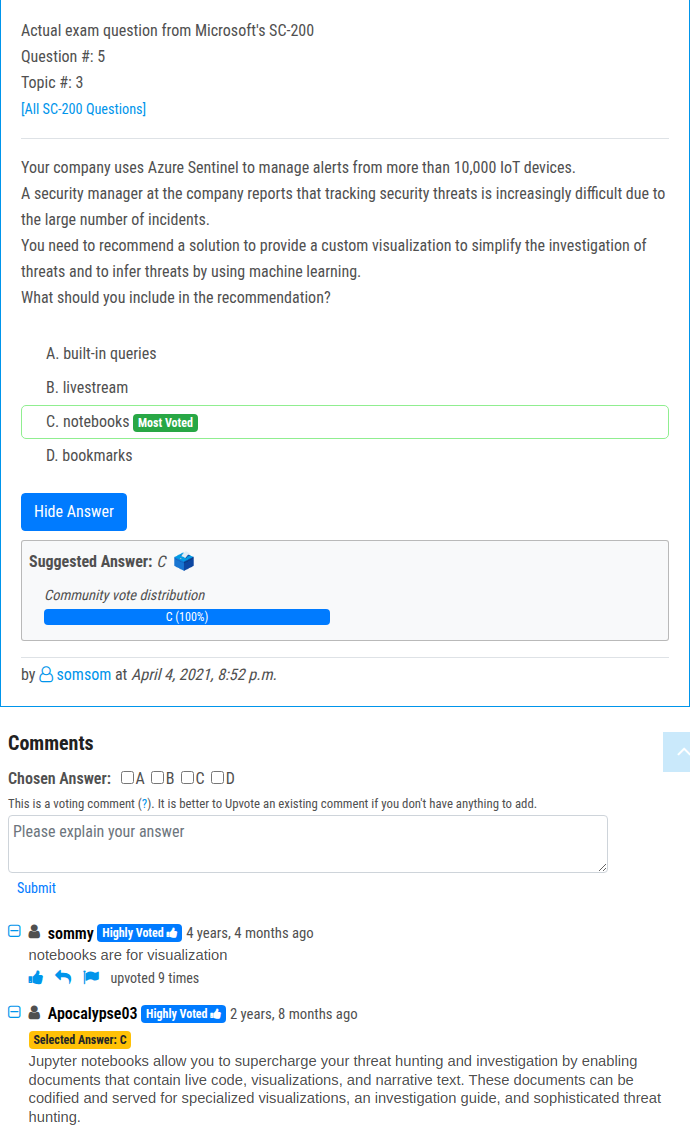 Actual exam question from Microsoft's SC-200
Question #: 5
Topic #: 3
[All SC-200 Questions]
Your company uses Azure Sentinel to manage alerts from more than 10,000 IoT devices.
A security manager at the company reports that tracking security threats is increasingly difficult due to
the large number of incidents.
You need to recommend a solution to provide a custom visualization to simplify the investigation of
threats and to infer threats by using machine learning.
What should you include in the recommendation?
A. built-in queries
B. livestream
C. notebooks Most Voted
D. bookmarks
Hide Answer
Suggested Answer: C
Community vote distribution
C (100%)
by somsom at April 4, 2021, 8:52 p.m.
Comments
Chosen Answer: A B C D
This is a voting comment (?). It is better to Upvote an existing comment if you don't have anything to add.
Please explain your answer
Submit
sommy Highly Voted 4 years, 4 months ago
notebooks are for visualization
upvoted 9 times
Apocalypse03 Highly Voted 2 years, 8 months ago
Selected Answer: C
Jupyter notebooks allow you to supercharge your threat hunting and investigation by enabling
documents that contain live code, visualizations, and narrative text. These documents can be
codified and served for specialized visualizations, an investigation guide, and sophisticated threat
hunting.